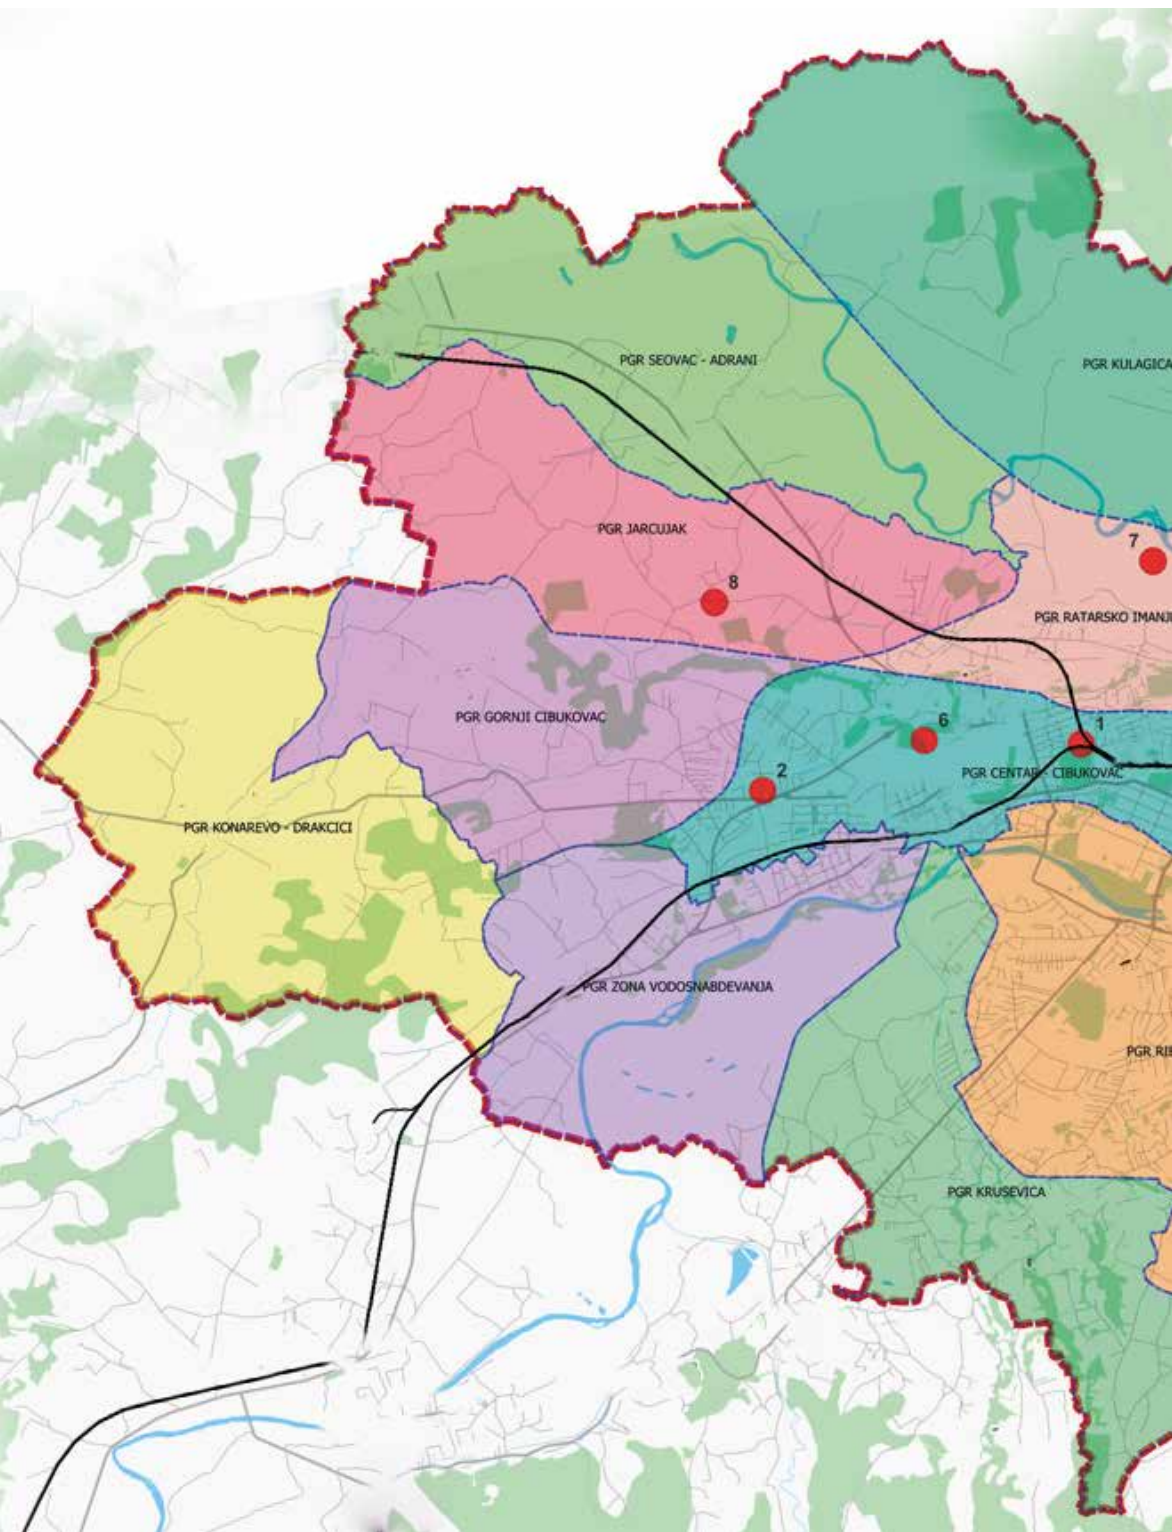 PGR SEOVAC - ADRANI
PGR KULAGICA
PGR JARCUJAK
7
8
PGR RATARSKO IMANJ
PGR GORNJI CIBUKOVAC
6
1
2
PGR CENTAR - CIBUKOVAC
PGR KONAREVO - DRAKCICI
PGR ZONA VODOSNABDEVANJA
PGR RIB
PGR KRUSEVICA